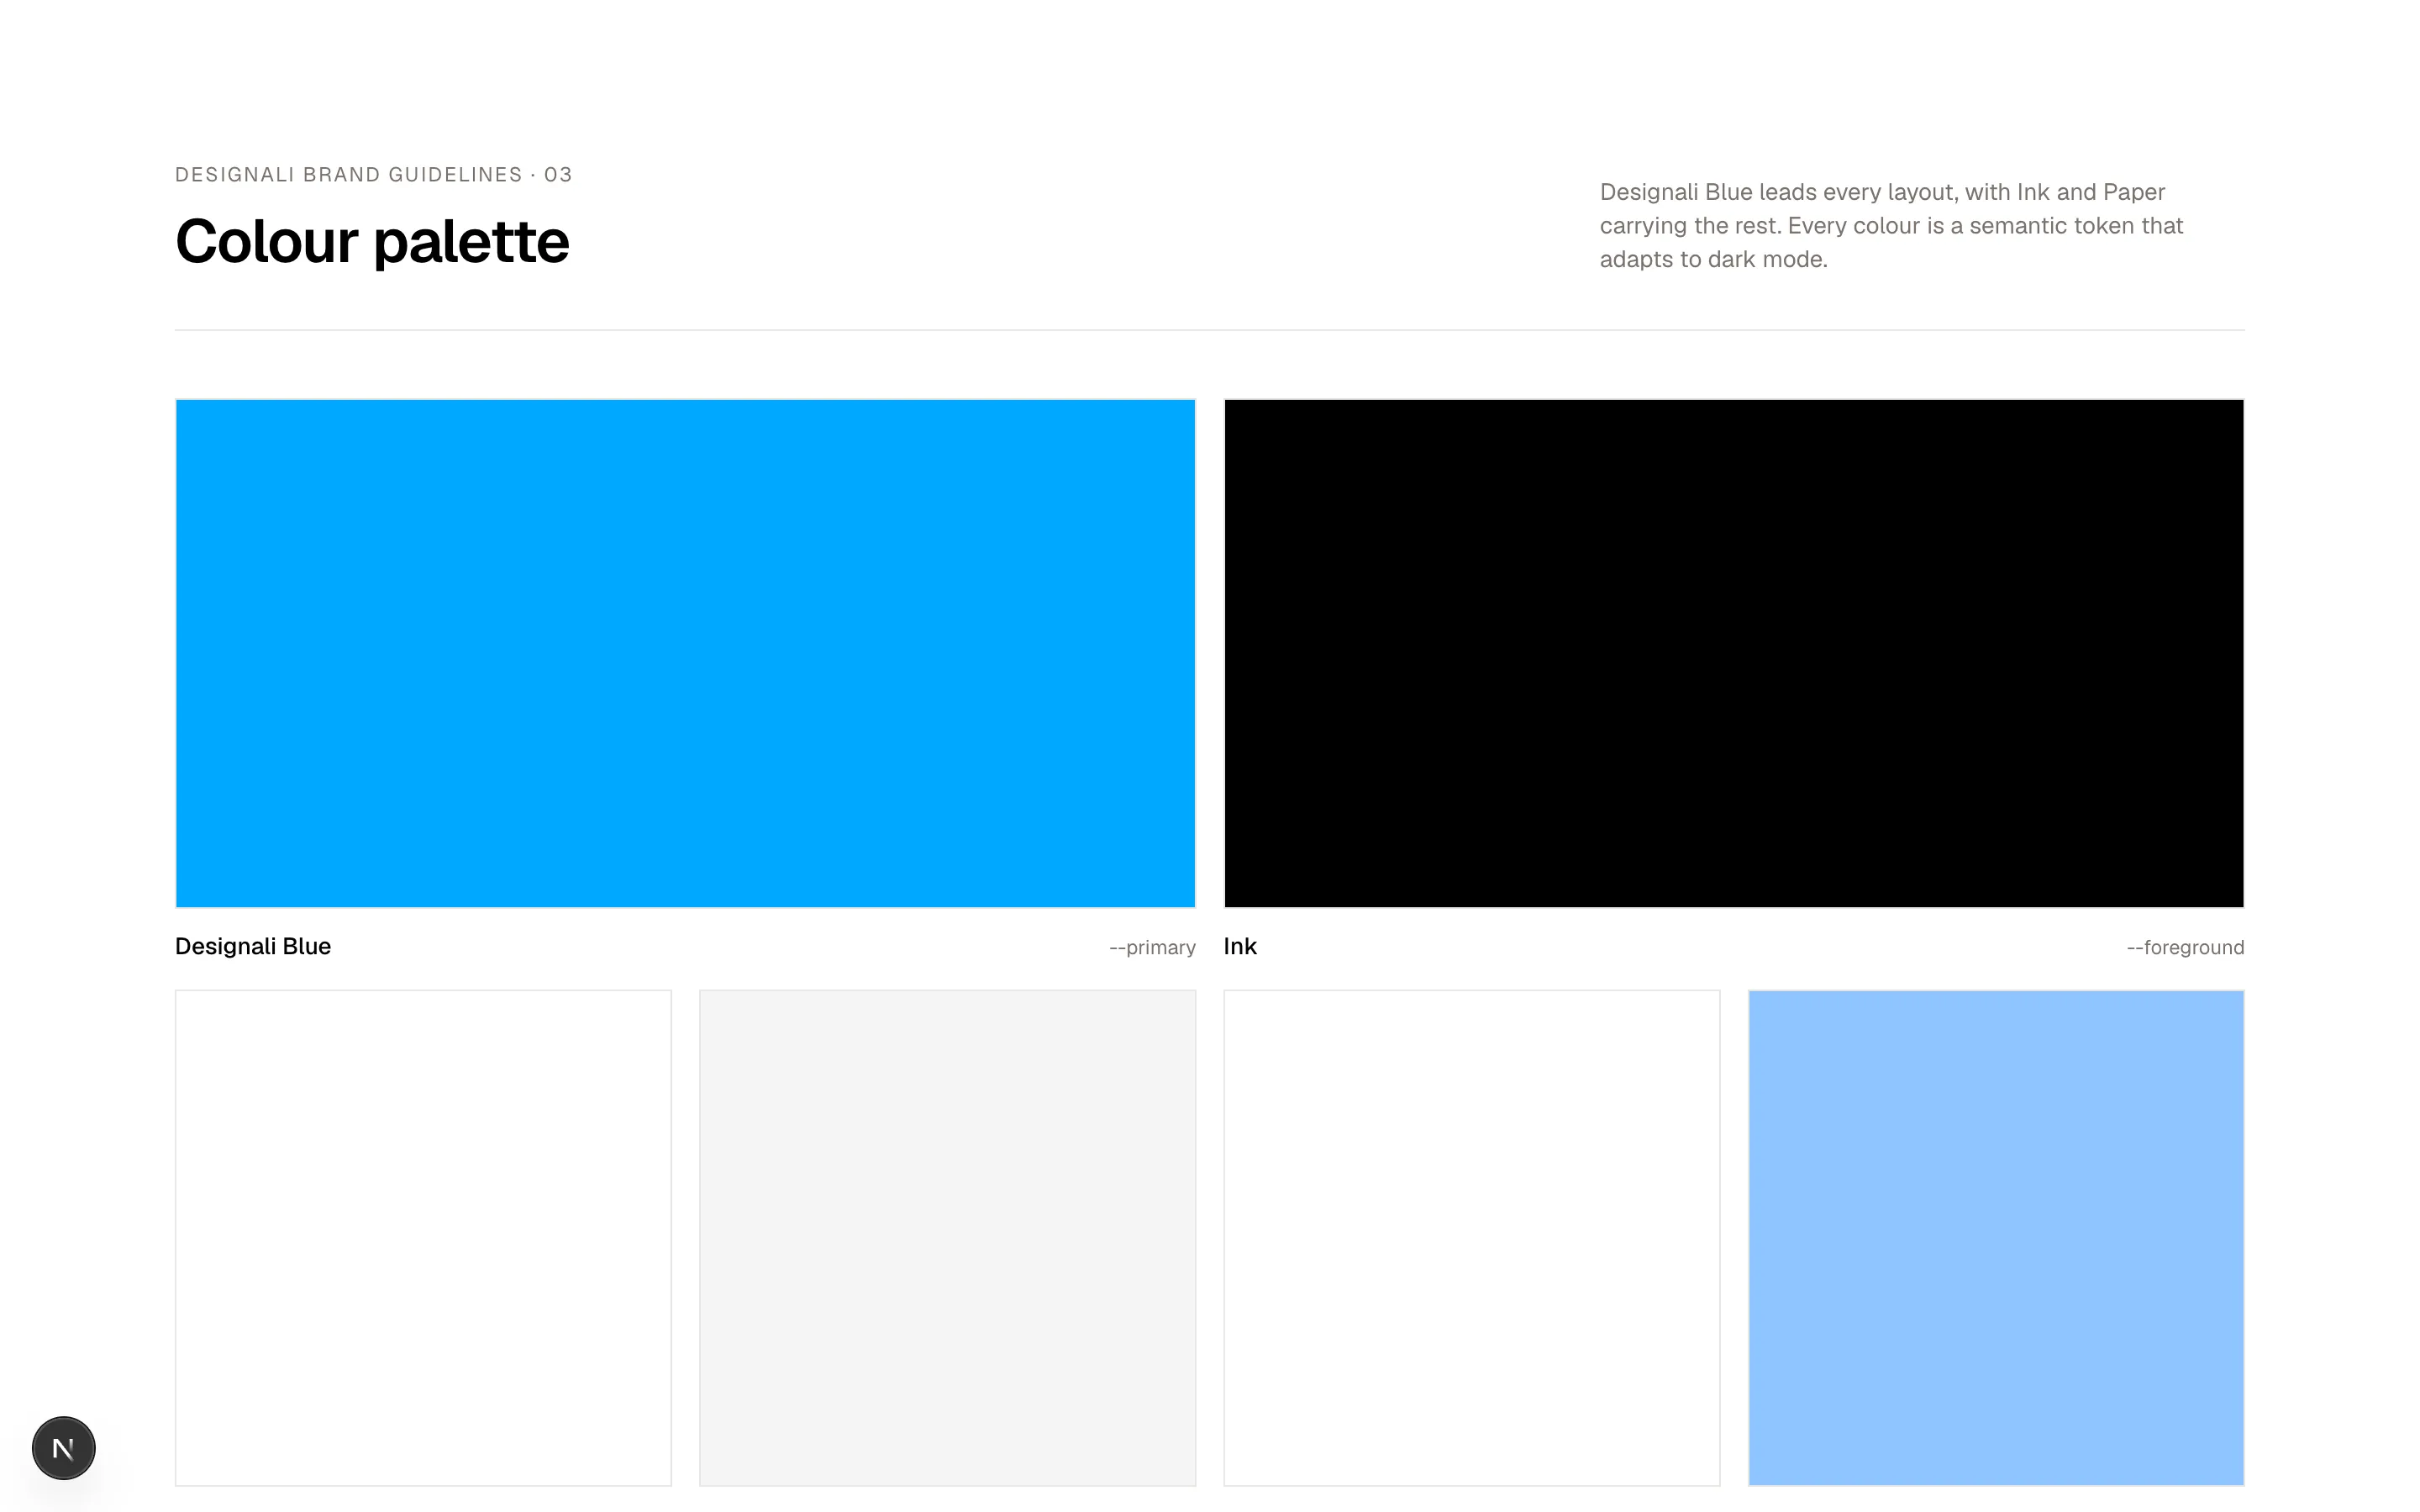 DESIGNALI BRAND GUIDELINES · 03
Colour palette
Designali Blue leads every layout, with Ink and Paper
carrying the rest. Every colour is a semantic token that
adapts to dark mode.
Designali Blue
--primary
Ink
--foreground
N